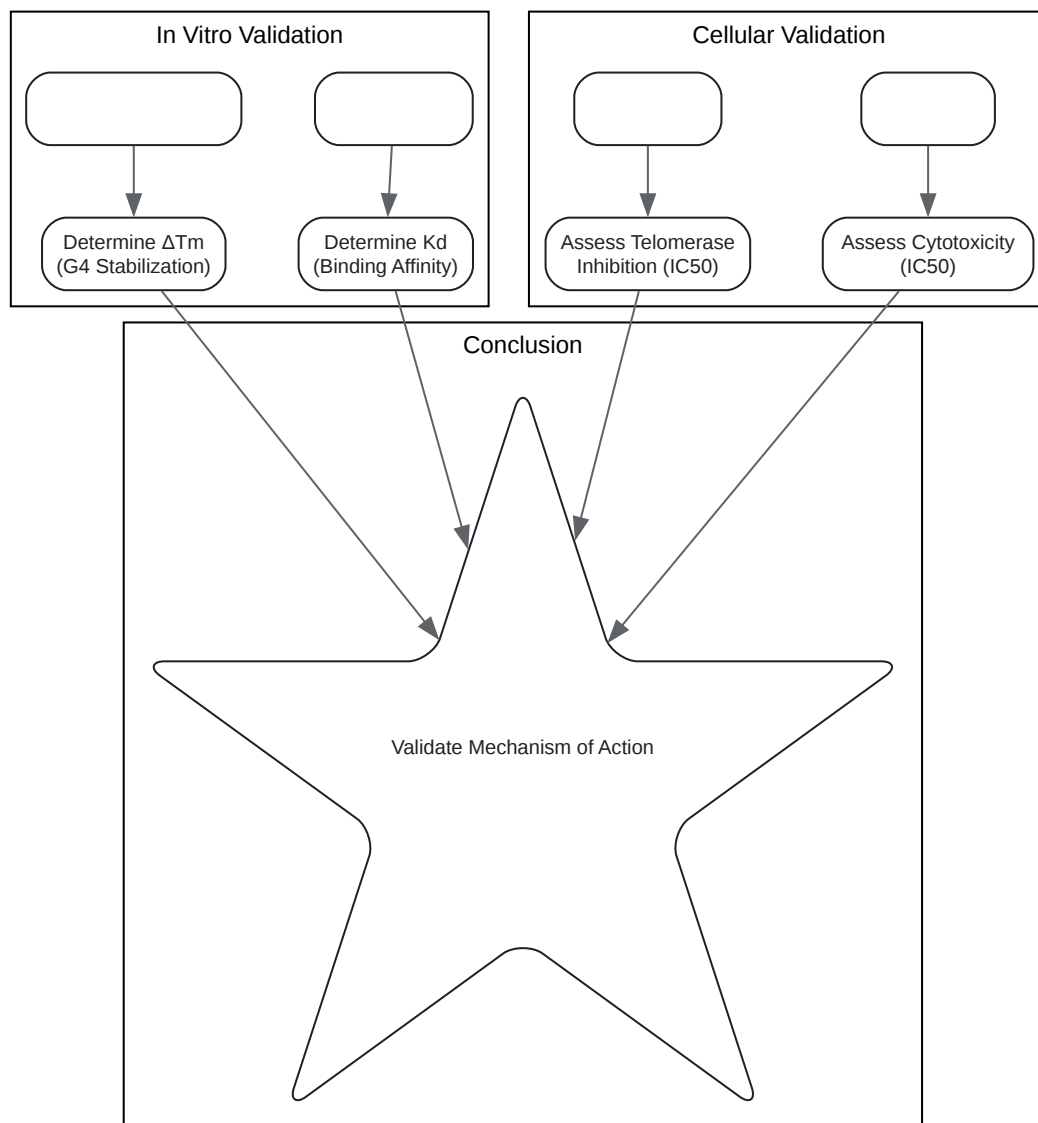 In Vitro Validation
Cellular Validation
Determine ΔTm
(G4 Stabilization)
Determine Kd
(Binding Affinity)
Assess Telomerase
Inhibition (IC50)
Assess Cytotoxicity
(IC50)
Conclusion
Validate Mechanism of Action